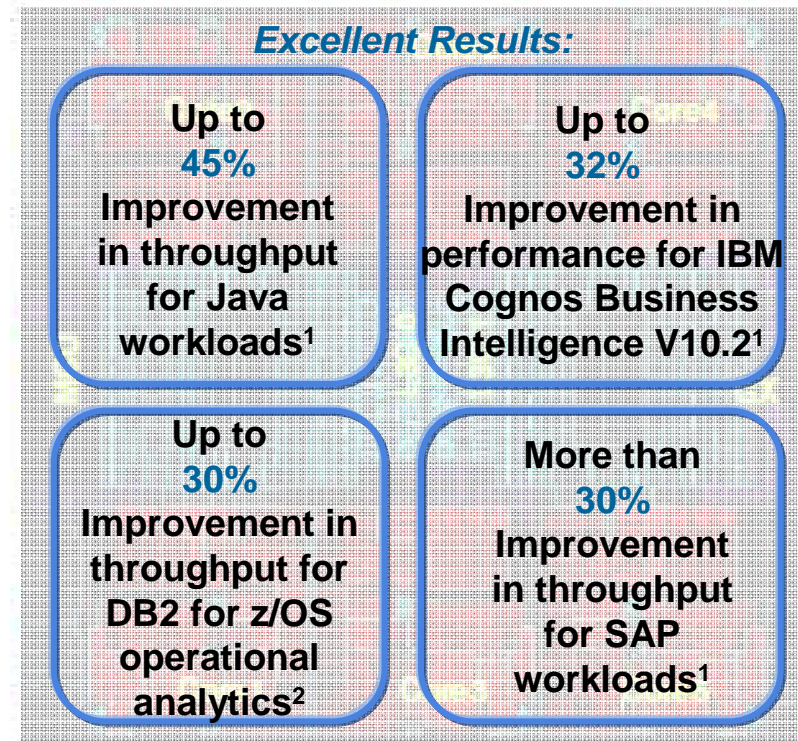 Excellent Results:
Up to
45%
Improvement
in throughput
for Java
workloads¹
Up to
32%
Improvement in
performance for IBM
Cognos Business
Intelligence V10.2¹
Up to
30%
Improvement in
throughput for
DB2 for z/OS
operational
analytics²
More than
30%
Improvement
in throughput
for SAP
workloads¹